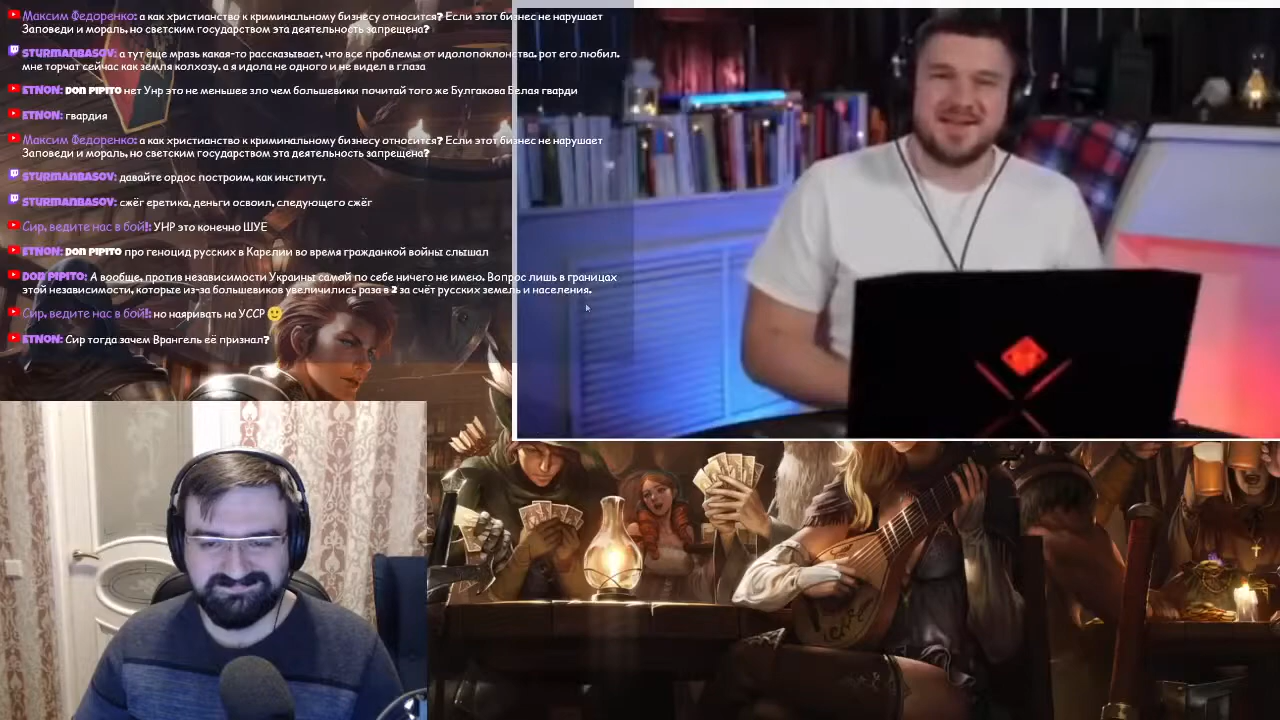 Максим Федоренко: а как христианство к криминальному бизнесу относится? Если этот бизнес не нарушает
Заповеди и мораль, но светским государством эта деятельность запрещена?
STURMANBASOV: а тут еще мразь какая-то рассказывает, что все проблемы от идолопоклонства. рот его любил.
мне торчат сейчас как земля колхозу. а я идола не одного и не видел в глаза
ETNON: DON PIPITO нет Унр это не меньшее зло чем большевики почитай того же Булгакова Белая гварди
ETNON: гвардия
Максим Федоренко: а как христианство к криминальному бизнесу относится? Если этот бизнес не нарушает
Заповеди и мораль, но светским государством эта деятельность запрещена?
STURMANBASOV: давайте ордос построим, как институт.
STURMANBASOV: сжёг еретика, деньги освоил, следующего сжёг
Сир, ведите нас в бой!: УНР это конечно ШУЕ
ETNON: DON PIPITO про геноцид русских в Карелии во время гражданкой войны слышал
DON PIPITO: А вообще, против независимости Украины самой по себе ничего не имею. Вопрос лишь в границах
этой независимости, которые из-за большевиков увеличились раза в 2 за счёт русских земель и населения.
Сир, ведите нас в бой!: но наяривать на УССР 🙂
ETNON: Сир тогда зачем Врангель её признал?